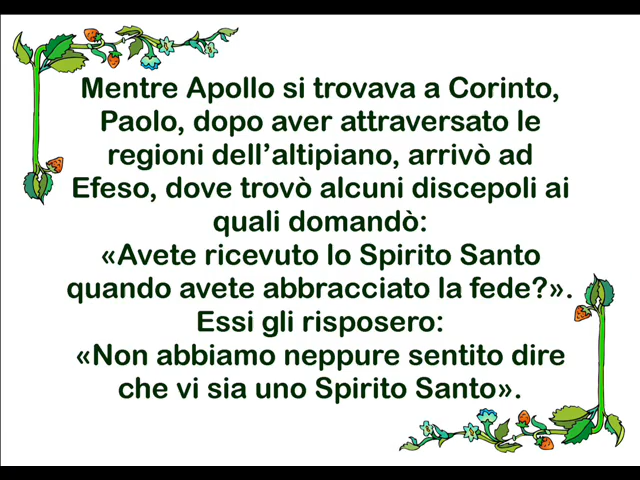 Mentre Apollo si trovava a Corinto,
Paolo, dopo aver attraversato le
regioni dell’altipiano, arrivò ad
Efeso, dove trovò alcuni discepoli ai
quali domandò:
«Avete ricevuto lo Spirito Santo
quando avete abbracciato la fede?».
Essi gli risposero:
«Non abbiamo neppure sentito dire
che vi sia uno Spirito Santo».